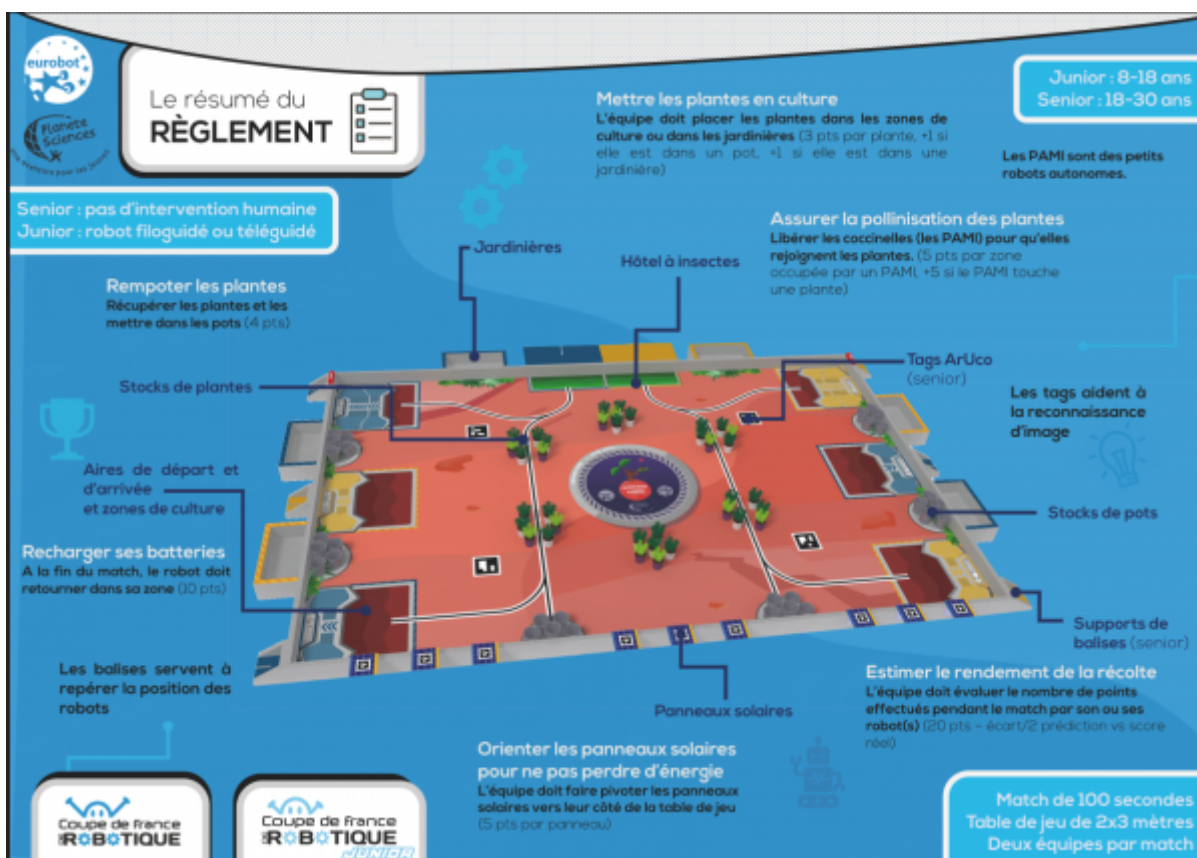 eurobot
Planète
Sciences
Le résumé du
RÈGLEMENT
Mettre les plantes en culture
L'équipe doit placer les plantes dans les zones de
culture ou dans les jardinières (3 pts par plante, +1 si
elle est dans un pot, +1 si elle est dans une
jardinière)
Junior : 8-18 ans
Senior : 18-30 ans
Les PAMI sont des petits
robots autonomes.
Senior : pas d'intervention humaine
Junior : robot filoguidé ou téléguidé
Assurer la pollinisation des plantes
Libérer les coccinelles (les PAMI) pour qu'elles
rejoignent les plantes. (5 pts par zone
occupée par un PAMI, +5 si le PAMI touche
une plante)
Jardinières
Hôtel à insectes
Rempoter les plantes
Récupérer les plantes et les
mettre dans les pots (4 pts)
Stocks de plantes
Tags ArUco
(senior)
Les tags aident à
la reconnaissance
d'image
Aires de départ et
d'arrivée
et zones de culture
Stocks de pots
Recharger ses batteries
A la fin du match, le robot doit
retourner dans sa zone (10 pts)
Supports de
balises (senior)
Les balises servent à
repérer la position des
robots
Panneaux solaires
Estimer le rendement de la récolte
L'équipe doit évaluer le nombre de points
effectués pendant le match par son ou ses
robot(s) (20 pts – écart/2 prédiction vs score
réel)
Orienter les panneaux solaires
pour ne pas perdre d'énergie
L'équipe doit faire pivoter les panneaux
solaires vers leur côté de la table de jeu
(5 pts par panneau)
Coupe de France
DE ROBOTIQUE
Coupe de France
DE ROBOTIQUE
JUNIOR
Match de 100 secondes
Table de jeu de 2x3 mètres
Deux équipes par match